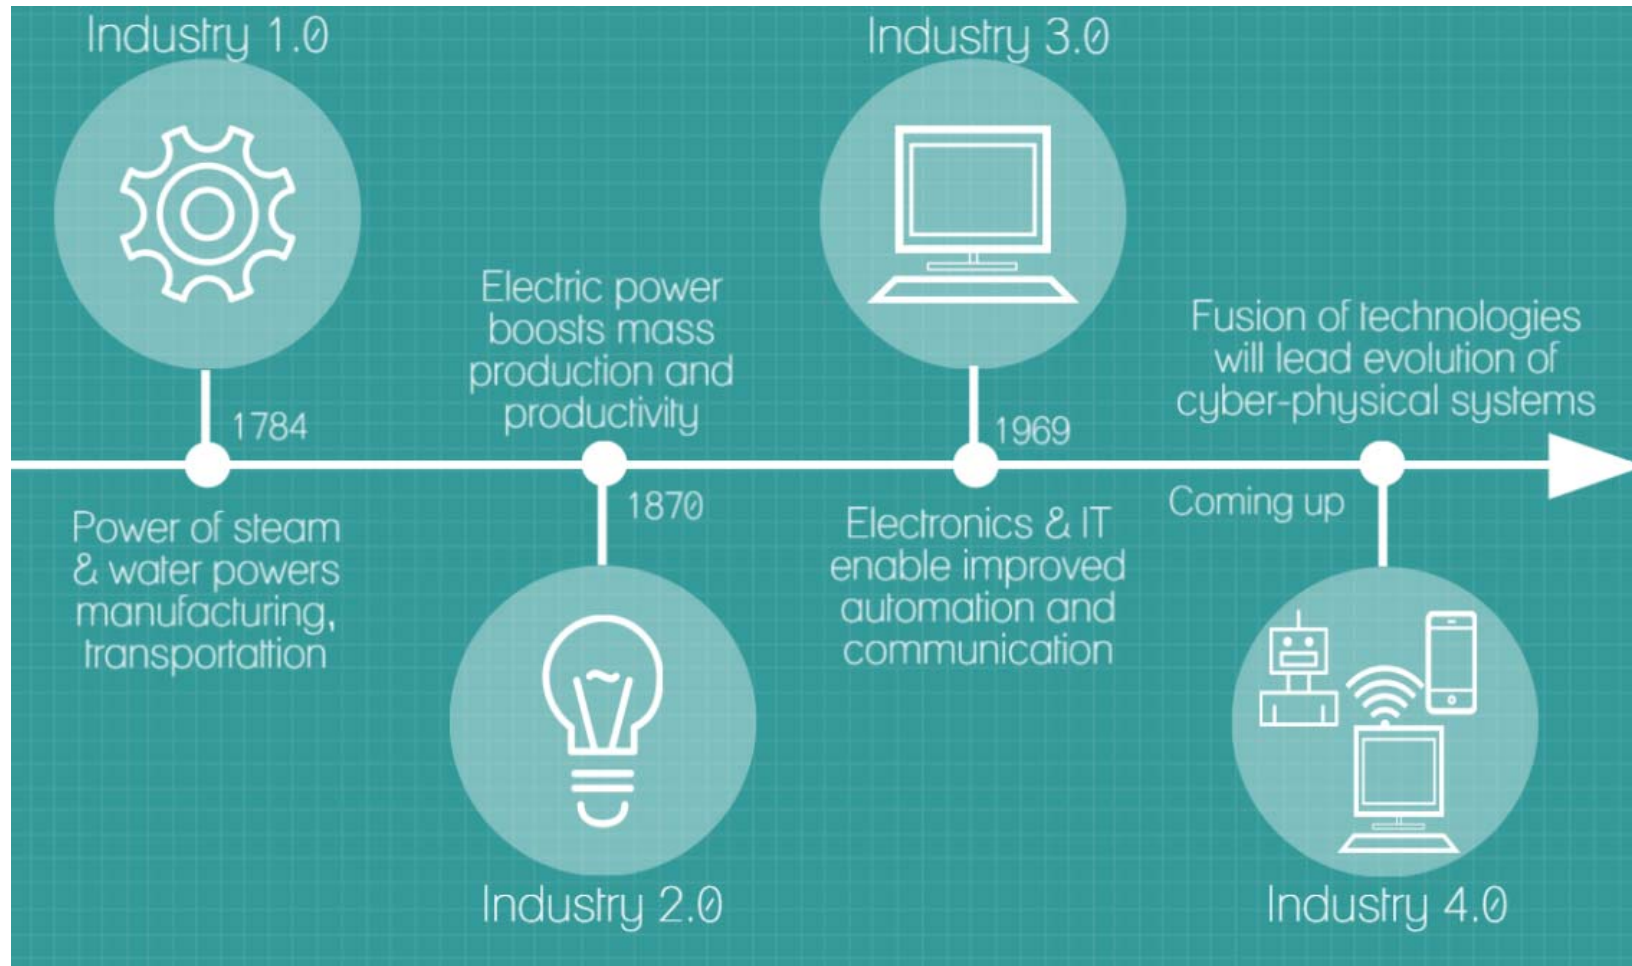 Industry 1.0
1784
Power of steam
& water powers
manufacturing,
transportattion
Electric power
boosts mass
production and
productivity
1870
Industry 2.0
Industry 3.0
1969
Electronics & IT
enable improved
automation and
communication
Fusion of technologies
will lead evolution of
cyber-physical systems
Coming up
Industry 4.0